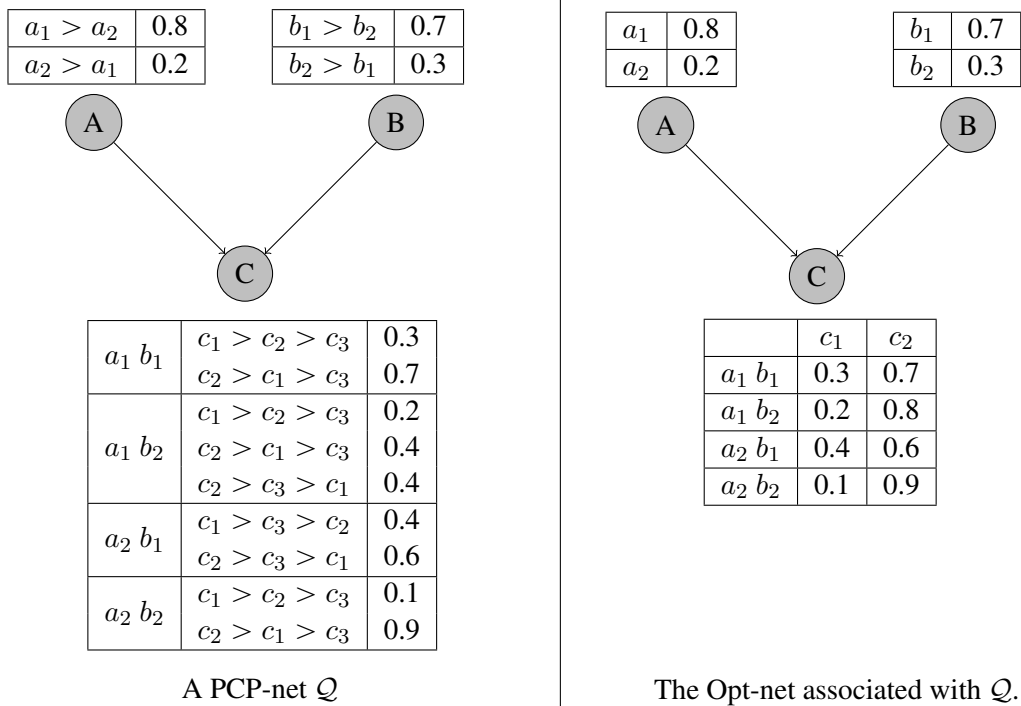 a₁ > a₂ 0.8
a₂ > a₁ 0.2
b₁ > b₂ 0.7
b₂ > b₁ 0.3
A
B
C
a₁ b₁ c₁ > c₂ > c₃ 0.3
c₂ > c₁ > c₃ 0.7
a₁ b₂ c₁ > c₂ > c₃ 0.2
c₂ > c₁ > c₃ 0.4
c₂ > c₃ > c₁ 0.4
a₂ b₁ c₁ > c₃ > c₂ 0.4
c₂ > c₃ > c₁ 0.6
a₂ b₂ c₁ > c₂ > c₃ 0.1
c₂ > c₁ > c₃ 0.9
A PCP-net 𝒬
a₁ 0.8
a₂ 0.2
b₁ 0.7
b₂ 0.3
A
B
C
c₁ c₂
a₁ b₁ 0.3 0.7
a₁ b₂ 0.2 0.8
a₂ b₁ 0.4 0.6
a₂ b₂ 0.1 0.9
The Opt-net associated with 𝒬.